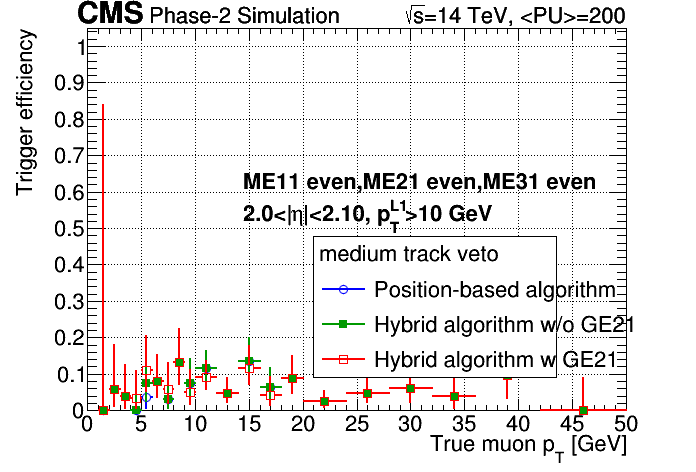 CMS Phase-2 Simulation √s=14 TeV, <PU>=200
Trigger efficiency
1
0.9
0.8
0.7
0.6
0.5
0.4
0.3
0.2
0.1
0
ME11 even,ME21 even,ME31 even
2.0<|η|<2.10, p_T^L1>10 GeV
medium track veto
Position-based algorithm
Hybrid algorithm w/o GE21
Hybrid algorithm w GE21
0 5 10 15 20 25 30 35 40 45 50
True muon p_T [GeV]